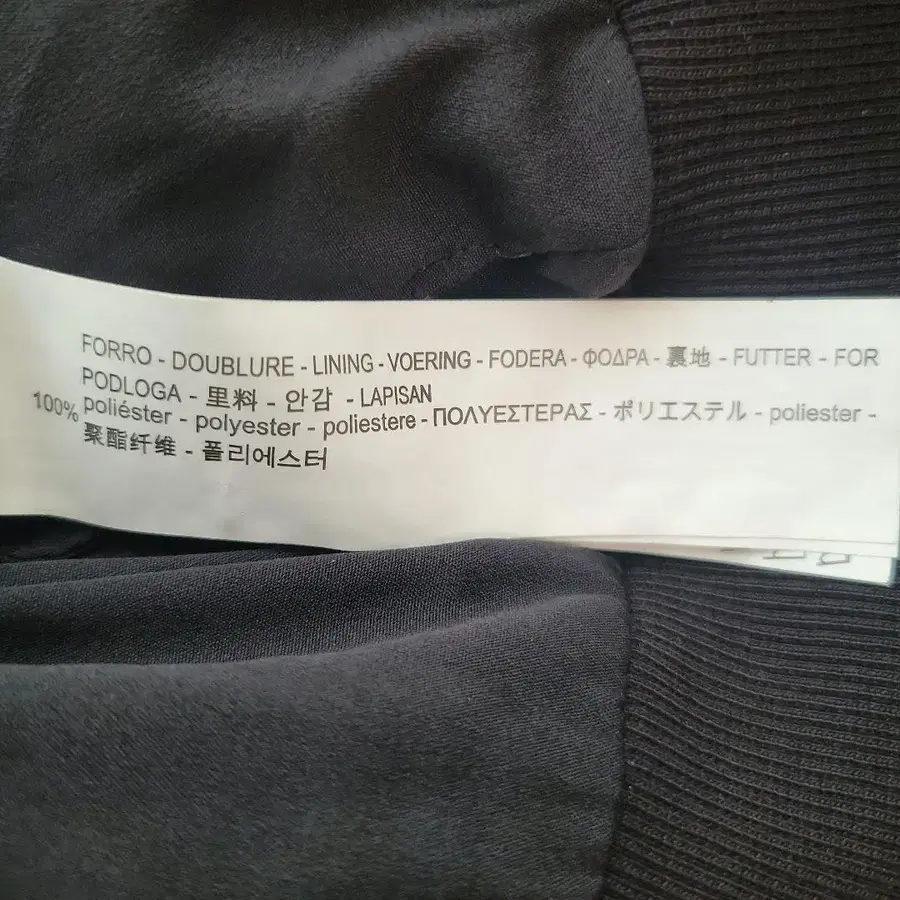 FORRO - DOUBLURE - LINING - VOERING - FODERA - ΦΟΔΡΑ - 裏地 - FUTTER - FOR
PODLOGA - 里料 - 안감 - LAPISAN
100% poliéster - polyester - poliestere - ΠΟΛΥΕΣΤΕΡΑΣ - ポリエステル - poliester -
聚酯纤维 - 폴리에스터